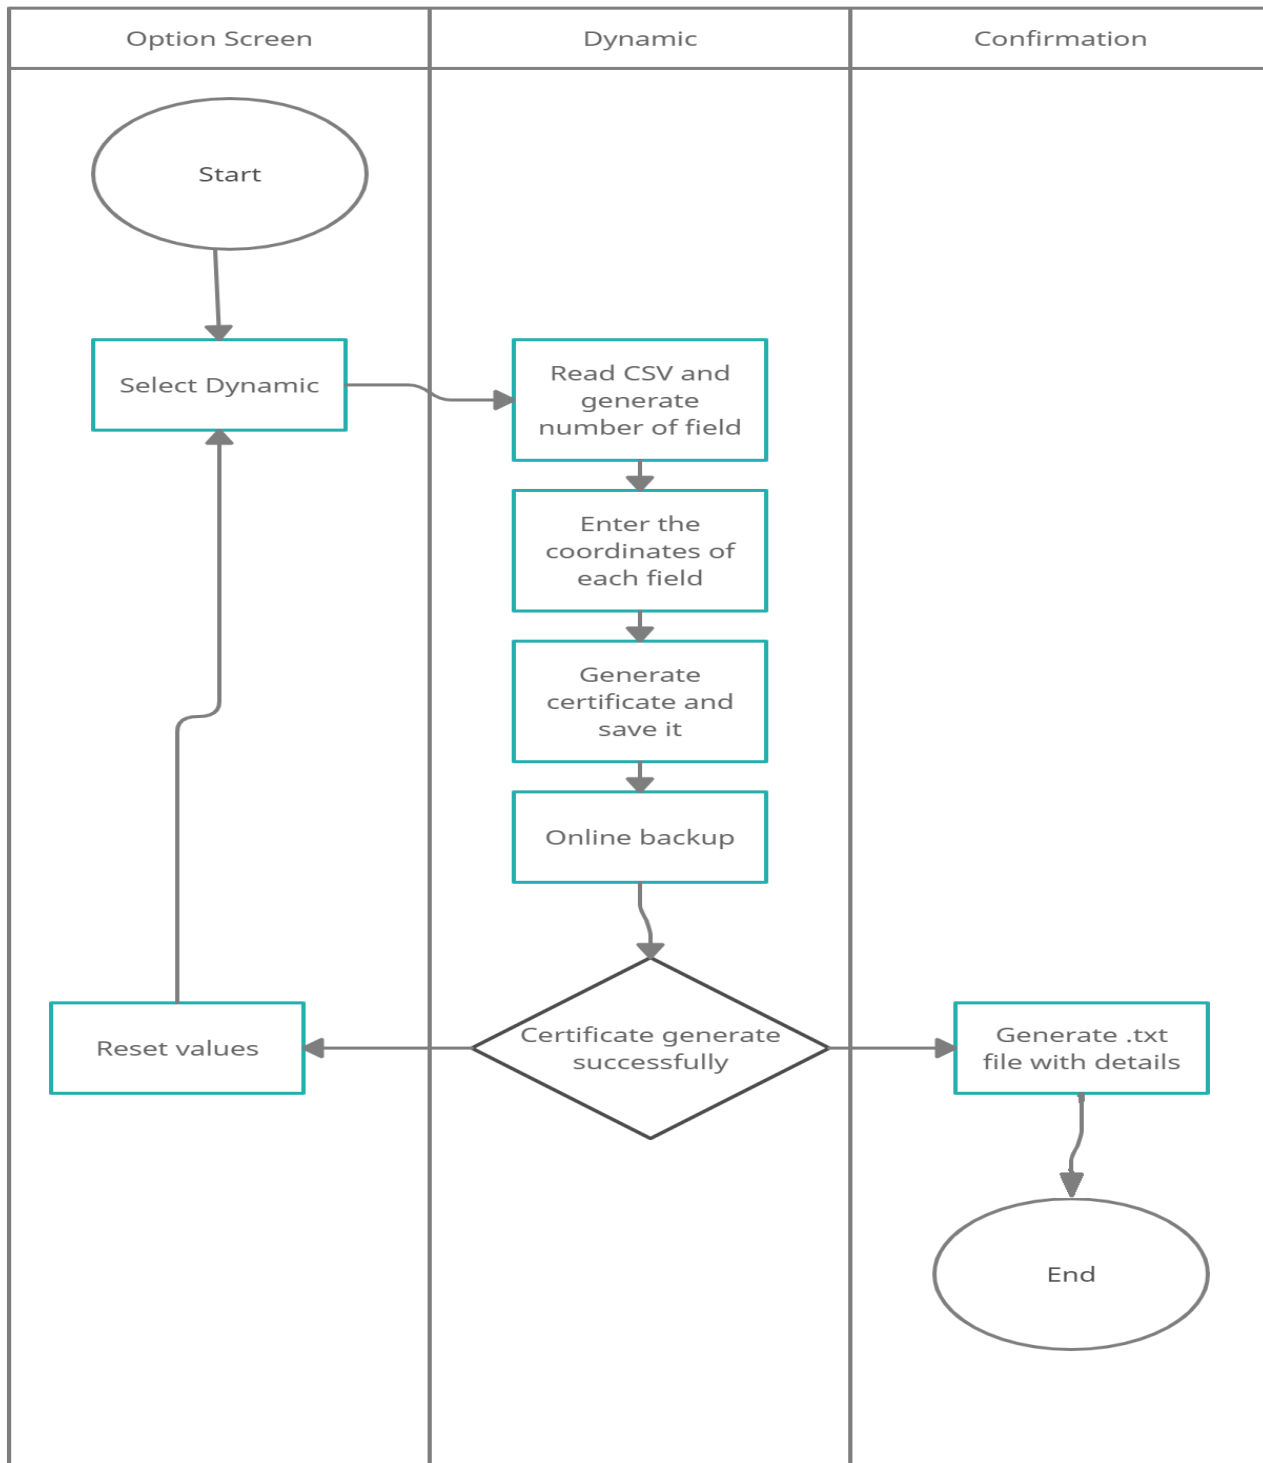 Option Screen
Dynamic
Confirmation
Start
Select Dynamic
Read CSV and
generate
number of field
Enter the
coordinates of
each field
Generate
certificate and
save it
Online backup
Certificate generate
successfully
Reset values
Generate .txt
file with details
End